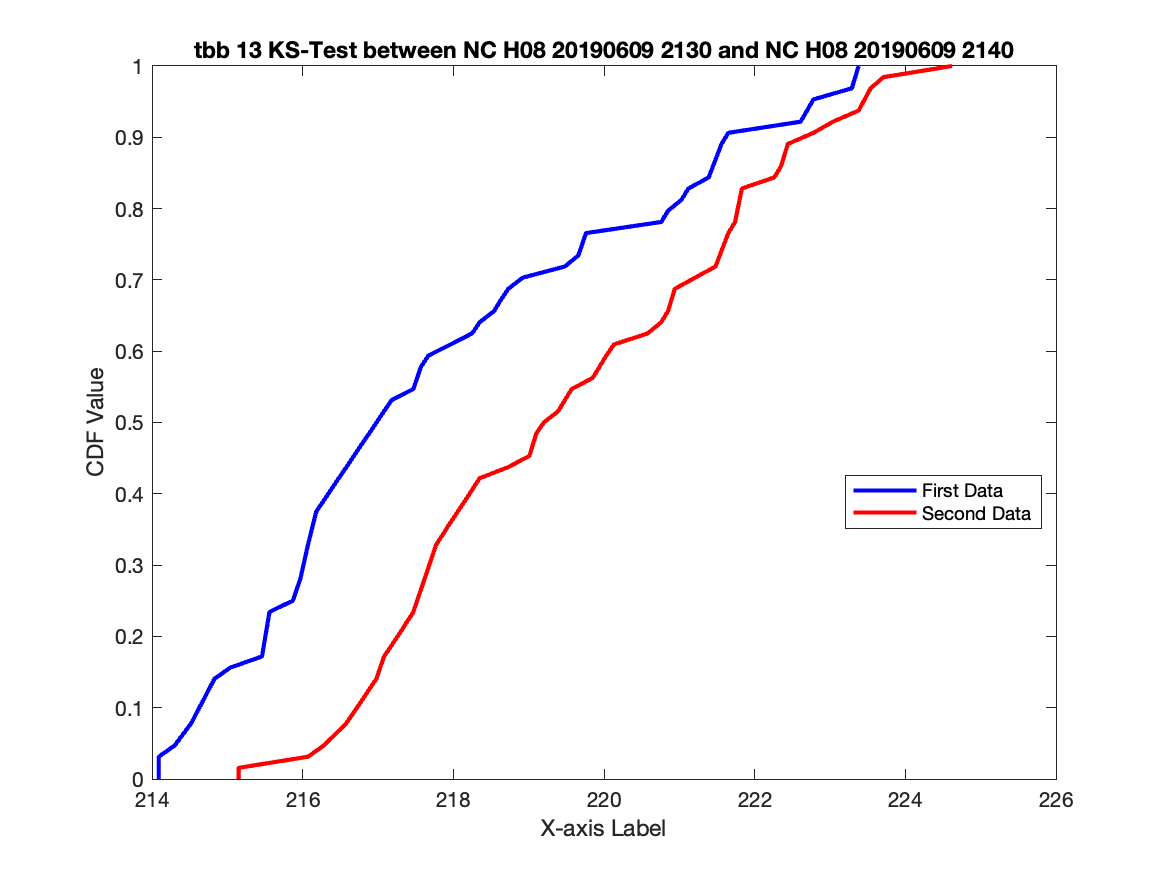 tbb 13 KS-Test between NC H08 20190609 2130 and NC H08 20190609 2140
1
0.9
0.8
0.7
0.6
0.5
0.4
0.3
0.2
0.1
0
CDF Value
First Data
Second Data
214 216 218 220 222 224 226
X-axis Label